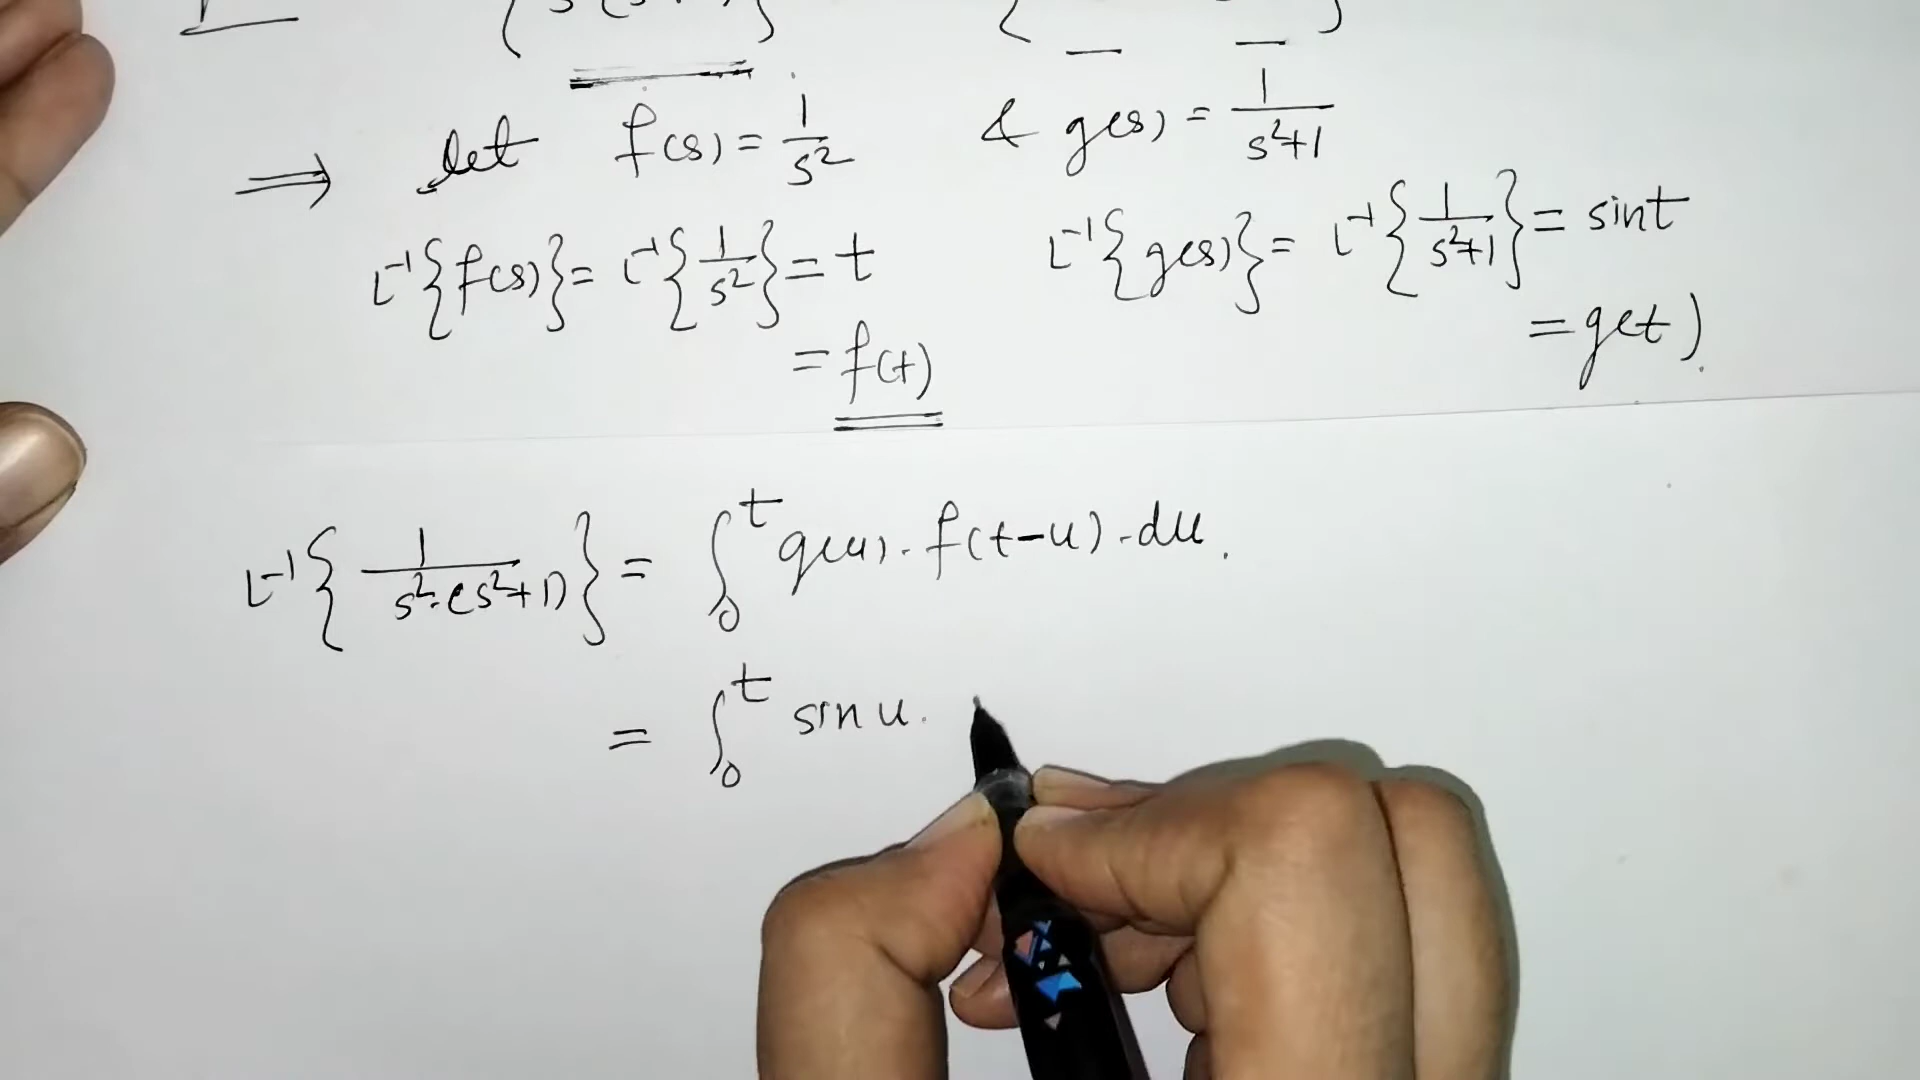 ⇒ let f(s) = 1/s² & g(s) = 1/s²+1
L⁻¹{f(s)} = L⁻¹{1/s²} = t L⁻¹{g(s)} = L⁻¹{1/s²+1} = sint
= f(t) = g(t)
L⁻¹{1/s².(s²+1)} = ∫₀ᵗ g(u). f(t-u).du.
= ∫₀ᵗ sin u.